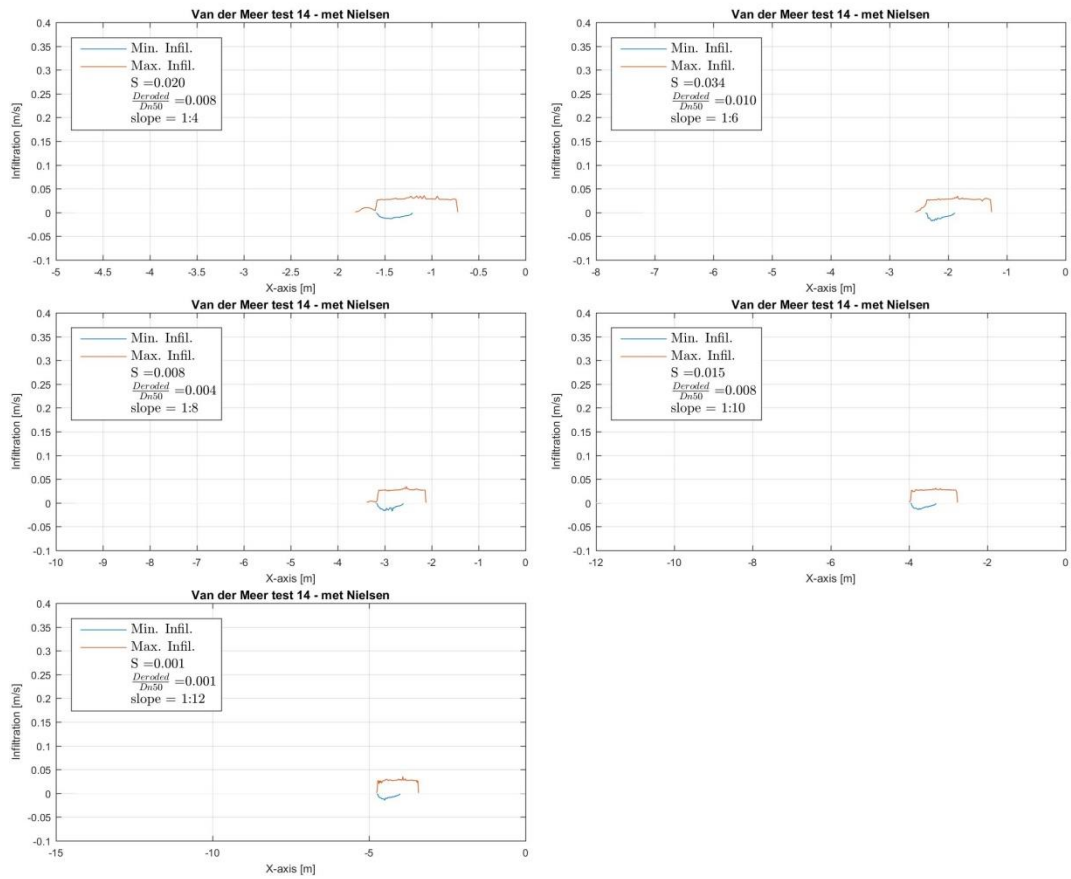 Van der Meer test 14 - met Nielsen
0.4
0.35
0.3
0.25
0.2
0.15
0.1
0.05
0
-0.05
-0.1
Infiltration [m/s]
Min. Infil.
Max. Infil.
S =0.020
Deroded/Dn50 =0.008
slope = 1:4
-5 -4.5 -4 -3.5 -3 -2.5 -2 -1.5 -1 -0.5 0
X-axis [m]
Van der Meer test 14 - met Nielsen
0.4
0.35
0.3
0.25
0.2
0.15
0.1
0.05
0
-0.05
-0.1
Infiltration [m/s]
Min. Infil.
Max. Infil.
S =0.034
Deroded/Dn50 =0.010
slope = 1:6
-8 -7 -6 -5 -4 -3 -2 -1 0
X-axis [m]
Van der Meer test 14 - met Nielsen
0.4
0.35
0.3
0.25
0.2
0.15
0.1
0.05
0
-0.05
-0.1
Infiltration [m/s]
Min. Infil.
Max. Infil.
S =0.008
Deroded/Dn50 =0.004
slope = 1:8
-10 -9 -8 -7 -6 -5 -4 -3 -2 -1 0
X-axis [m]
Van der Meer test 14 - met Nielsen
0.4
0.35
0.3
0.25
0.2
0.15
0.1
0.05
0
-0.05
-0.1
Infiltration [m/s]
Min. Infil.
Max. Infil.
S =0.015
Deroded/Dn50 =0.008
slope = 1:10
-12 -10 -8 -6 -4 -2 0
X-axis [m]
Van der Meer test 14 - met Nielsen
0.4
0.35
0.3
0.25
0.2
0.15
0.1
0.05
0
-0.05
-0.1
Infiltration [m/s]
Min. Infil.
Max. Infil.
S =0.001
Deroded/Dn50 =0.001
slope = 1:12
-15 -10 -5 0
X-axis [m]